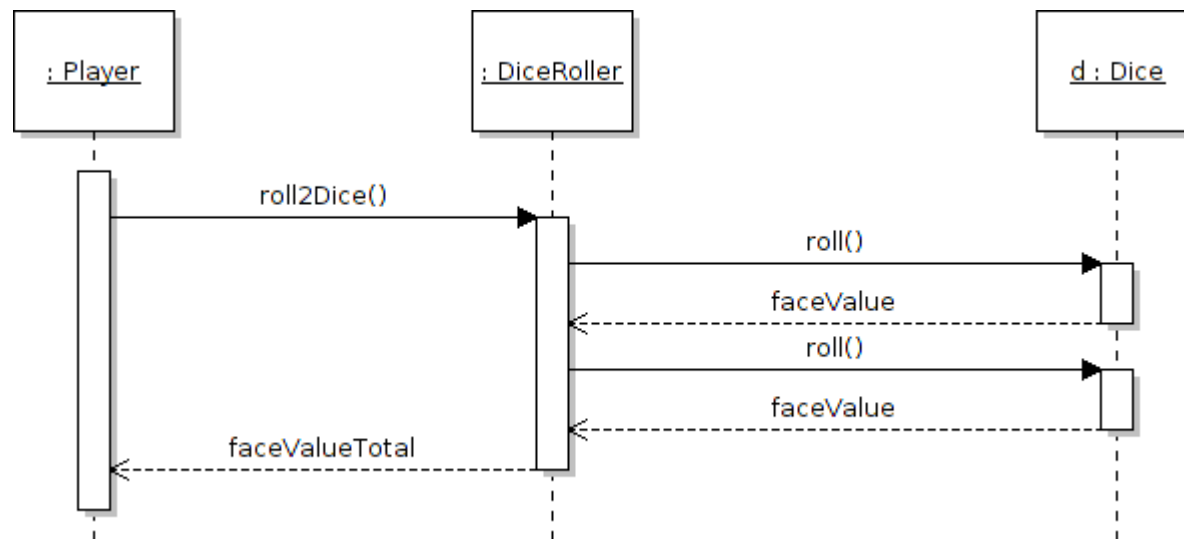 : Player
: DiceRoller
d : Dice
roll2Dice()
roll()
faceValue
roll()
faceValue
faceValueTotal